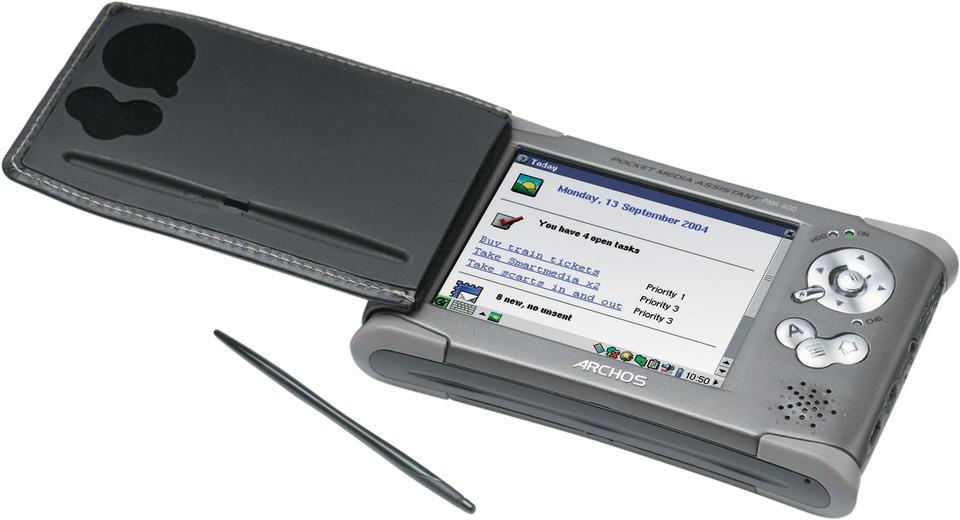 POCKET MEDIA ASSISTANT PMA 400
HDD ON
Today
Monday, 13 September 2004
You have 4 open tasks
Buy train tickets Priority 1
Take Smartmedia x2 Priority 3
Take scarts in and out Priority 3
8 new, no unsent
10:50
CHG
A
ARCHOS